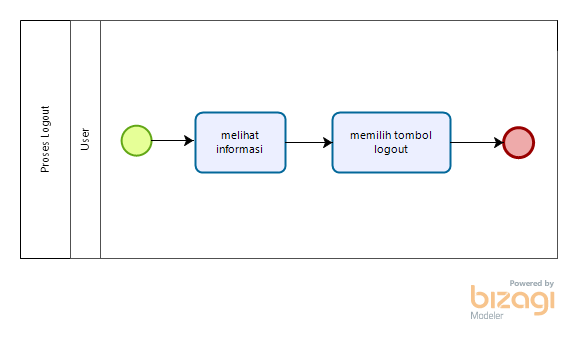 Proses Logout
User
melihat
informasi
memilih tombol
logout
Powered by
bizagi
Modeler